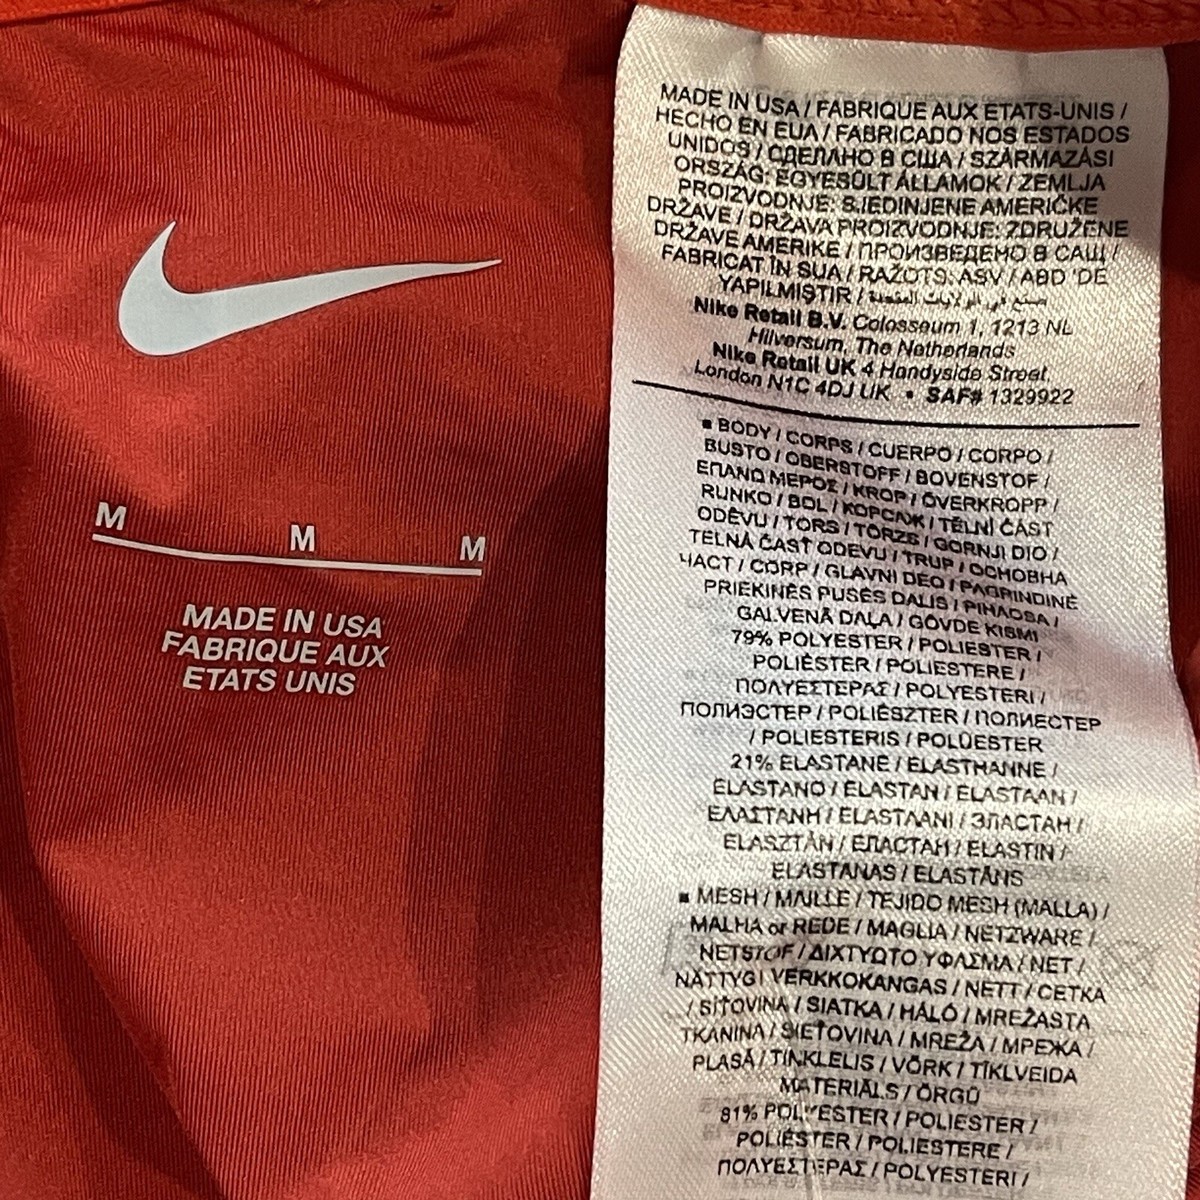 M M M
MADE IN USA
FABRIQUE AUX
ETATS UNIS
MADE IN USA / FABRIQUE AUX ETATS-UNIS /
HECHO EN EUA / FABRICADO NOS ESTADOS
UNIDOS / СДЕЛАНО В США / SZÁRMAZÁSI
ORSZÁG: EGYESÜLT ÁLLAMOK / ZEMLJA
PROIZVODNJE: SJEDINJENE AMERIČKE
DRŽAVE / DRŽAVA PROIZVODNJE: ZDRUŽENE
DRŽAVE AMERIKE / ПРОИЗВЕДЕНО В САЩ /
FABRICAT ÎN SUA / RAŽOTS: ASV / ABD 'DE
YAPILMIŞTIR / صنع في الولايات المتحدة
Nike Retail B.V. Colosseum 1, 1213 NL
Hilversum, The Netherlands
Nike Retail UK 4 Handyside Street,
London N1C 4DJ UK • SAF# 1329922
▪ BODY / CORPS / CUERPO / CORPO /
BUSTO / OBERSTOFF / BOVENSTOF /
ΕΠΑΝΩ ΜΕΡΟΣ / KROP / ÖVERKROPP /
RUNKO / BOL / КОРСАЖ / TĚLNÍ ČÁST
ODĚVU / TORS / TÖRZS / GORNJI DIO /
TELNÁ ČASŤ ODEVU / TRUP / ОСНОВНА
ЧАСТ / CORP / GLAVNI DEO / PAGRINDINĖ
PRIEKINĖS PUSĖS DALIS / PIHAOSA /
GALVENĀ DAĻA / GÖVDE KISMI
79% POLYESTER / POLIESTER /
POLIÉSTER / POLIESTERE /
ΠΟΛΥΕΣΤΕΡΑΣ / POLYESTERI /
ПОЛИЭСТЕР / POLIÉSZTER / ПОЛИЕСТЕР
/ POLIESTERIS / POLÜESTER
21% ELASTANE / ELASTHANNE /
ELASTANO / ELASTAN / ELASTAAN /
ΕΛΑΣΤΑΝΗ / ELASTAANI / ЭЛАСТАН /
ELASZTÁN / ЕЛАСТАН / ELASTIN /
ELASTANAS / ELASTĀNS
▪ MESH / MAILLE / TEJIDO MESH (MALLA) /
MALHA or REDE / MAGLIA / NETZWARE /
NETSTOF / ΔΙΧΤΥΩΤΟ ΥΦΑΣΜΑ / NET /
NÄTTYG / VERKKOKANGAS / NETT / СЕТКА
/ SÍŤOVINA / SIATKA / HÁLÓ / MREŽASTA
TKANINA / SIEŤOVINA / MREŽA / МРЕЖА /
PLASĂ / TINKLELIS / VÕRK / TĪKLVEIDA
MATERIĀLS / ÖRGÜ
81% POLYESTER / POLIESTER /
POLIÉSTER / POLIESTERE /
ΠΟΛΥΕΣΤΕΡΑΣ / POLYESTERI /